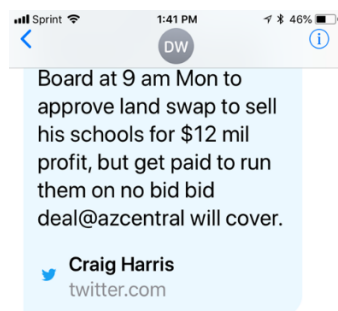 Sprint 1:41 PM 46%
DW
Board at 9 am Mon to
approve land swap to sell
his schools for $12 mil
profit, but get paid to run
them on no bid bid
deal@azcentral will cover.
Craig Harris
twitter.com